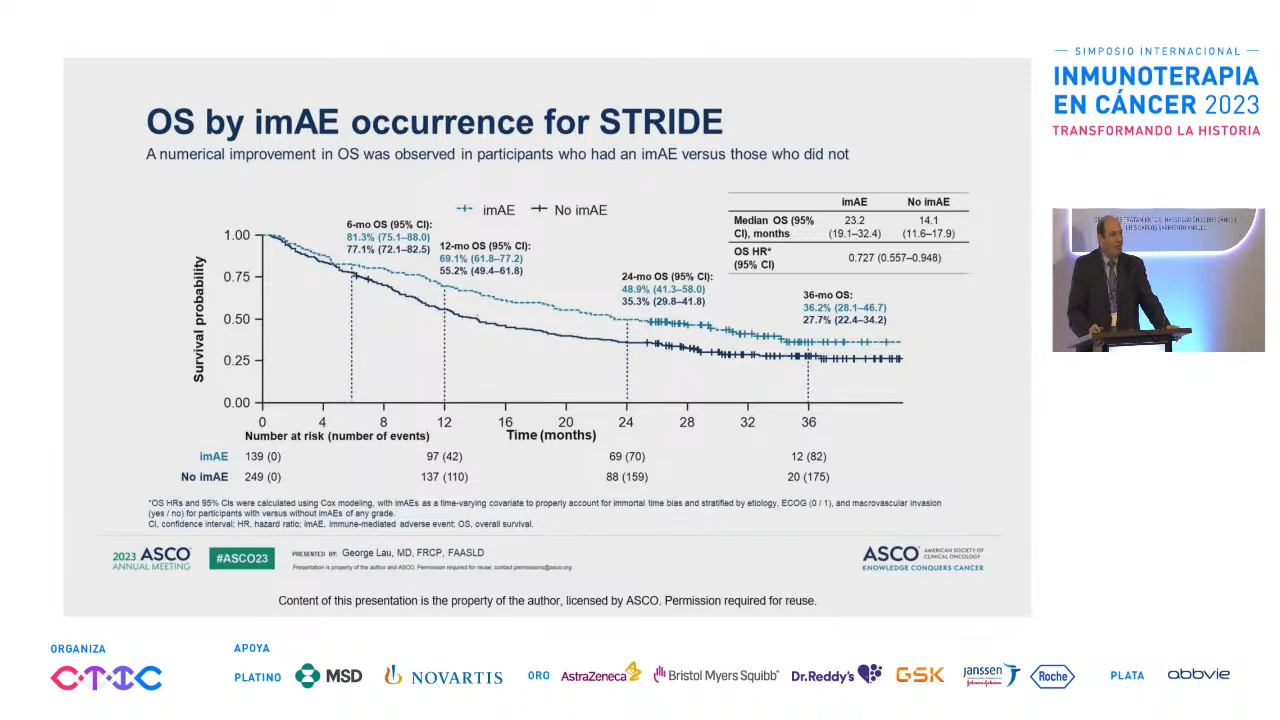 SIMPOSIO INTERNACIONAL
INMUNOTERAPIA
EN CÁNCER 2023
TRANSFORMANDO LA HISTORIA
OS by imAE occurrence for STRIDE
A numerical improvement in OS was observed in participants who had an imAE versus those who did not
imAE No imAE
imAE No imAE
Median OS (95% CI), months
23.2 (19.1–32.4)
14.1 (11.6–17.9)
OS HR* (95% CI)
0.727 (0.557–0.948)
6-mo OS (95% CI):
81.3% (75.1–88.0)
77.1% (72.1–82.5)
12-mo OS (95% CI):
69.1% (61.8–77.2)
55.2% (49.4–61.8)
24-mo OS (95% CI):
48.9% (41.3–58.0)
35.3% (29.8–41.8)
36-mo OS:
36.2% (28.1–46.7)
27.7% (22.4–34.2)
Survival probability
1.00
0.75
0.50
0.25
0.00
0 4 8 12 16 20 24 28 32 36
Number at risk (number of events)
Time (months)
imAE 139 (0) 97 (42) 69 (70) 12 (82)
No imAE 249 (0) 137 (110) 88 (159) 20 (175)
*OS HRs and 95% CIs were calculated using Cox modeling, with imAEs as a time-varying covariate to properly account for immortal time bias and stratified by etiology, ECOG (0 / 1), and macrovascular invasion
(yes / no) for participants with versus without imAEs of any grade.
CI, confidence interval; HR, hazard ratio; imAE, immune-mediated adverse event; OS, overall survival.
2023 ASCO
ANNUAL MEETING
#ASCO23
PRESENTED BY: George Lau, MD, FRCP, FAASLD
Presentation is property of the author and ASCO. Permission required for reuse; contact permissions@asco.org.
ASCO AMERICAN SOCIETY OF
CLINICAL ONCOLOGY
KNOWLEDGE CONQUERS CANCER
Content of this presentation is the property of the author, licensed by ASCO. Permission required for reuse.
ORGANIZA
CTIC
APOYA
PLATINO
MSD
NOVARTIS
ORO
AstraZeneca
Bristol Myers Squibb
Dr.Reddy's
GSK
Janssen
Johnson & Johnson
Roche
PLATA
abbvie